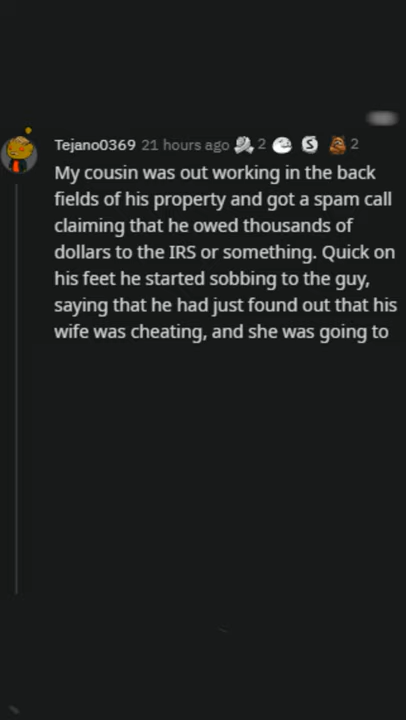 Tejano0369 21 hours ago 2 S 2
My cousin was out working in the back
fields of his property and got a spam call
claiming that he owed thousands of
dollars to the IRS or something. Quick on
his feet he started sobbing to the guy,
saying that he had just found out that his
wife was cheating, and she was going to